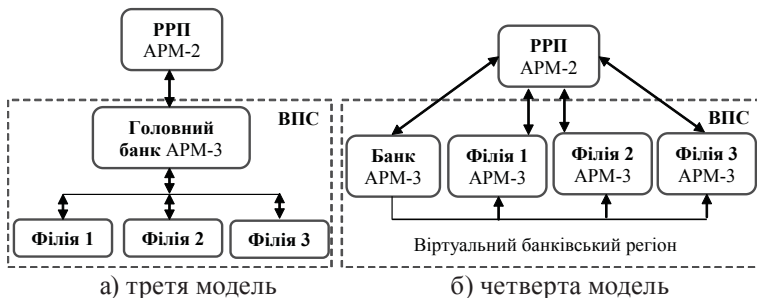 РРП
АРМ-2
ВПС
Головний
банк АРМ-3
Філія 1
Філія 2
Філія 3
а) третя модель
РРП
АРМ-2
ВПС
Банк
АРМ-3
Філія 1
АРМ-3
Філія 2
АРМ-3
Філія 3
АРМ-3
Віртуальний банківський регіон
б) четверта модель